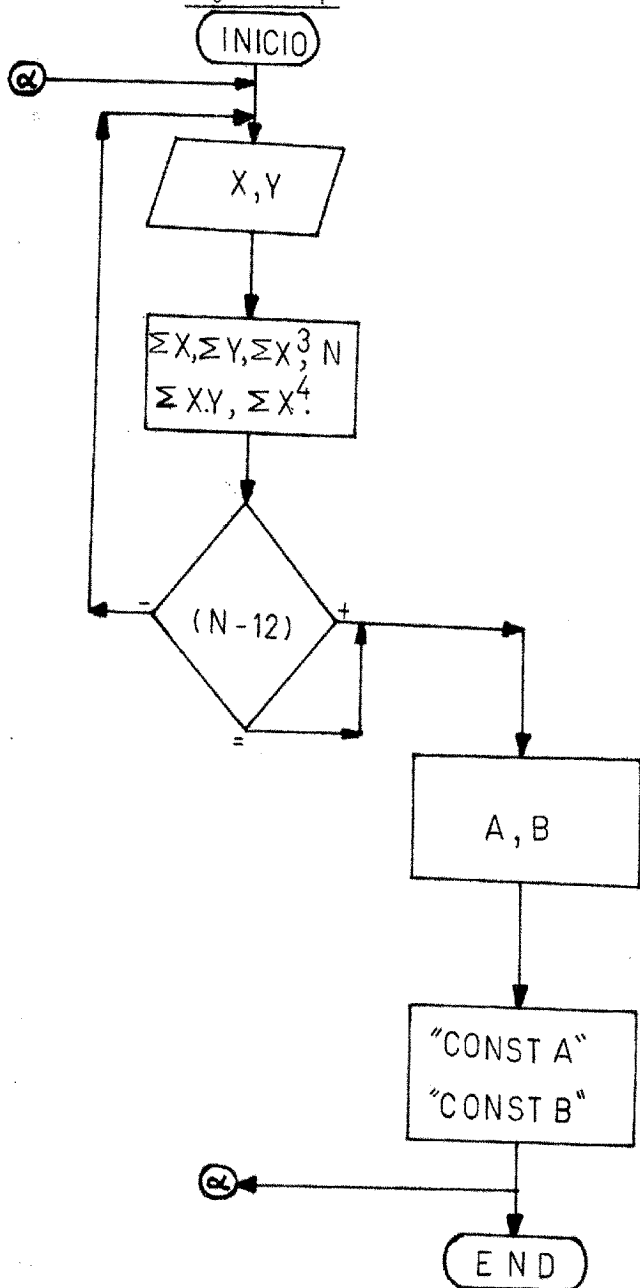 INICIO
R
X,Y
ΣX,ΣY,ΣX³, N
ΣX.Y, ΣX⁴.
-
(N-12)
+
=
A,B
"CONST A"
"CONST B"
R
END